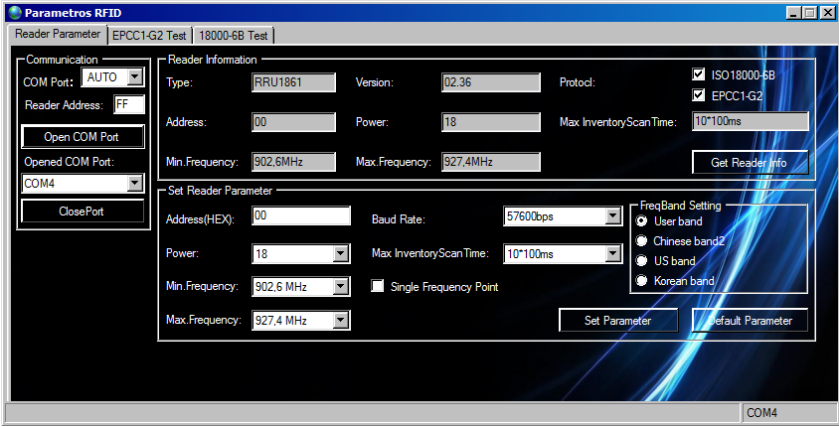 Parametros RFID
Reader Parameter EPCC1-G2 Test 18000-6B Test
Communication
COM Port: AUTO
Reader Address: FF
Open COM Port
Opened COM Port:
COM4
ClosePort
Reader Information
Type: RRU1861 Version: 02.36 Protocl: ISO18000-6B
EPCC1-G2
Address: 00 Power: 18 Max InventoryScanTime: 10*100ms
Min.Frequency: 902,6MHz Max.Frequency: 927,4MHz Get Reader Info
Set Reader Parameter
Address(HEX): 00 Baud Rate: 57600bps
Power: 18 Max InventoryScanTime: 10*100ms
Min.Frequency: 902,6 MHz Single Frequency Point
Max.Frequency: 927,4 MHz
FreqBand Setting
User band
Chinese band2
US band
Korean band
Set Parameter Default Parameter
COM4